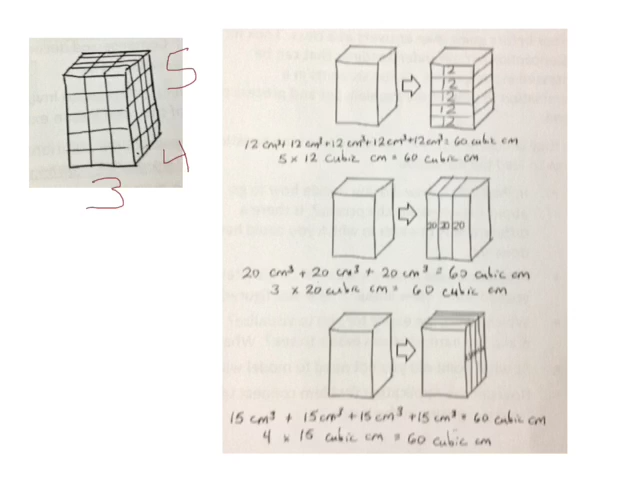 5
4
3
12
12
12
12
12
12 cm³ + 12 cm³ + 12 cm³ + 12 cm³ + 12 cm³ = 60 cubic cm
5 x 12 cubic cm = 60 cubic cm
20 20 20
20 cm³ + 20 cm³ + 20 cm³ = 60 cubic cm
3 x 20 cubic cm = 60 cubic cm
15 cm³ + 15 cm³ + 15 cm³ + 15 cm³ = 60 cubic cm
4 x 15 cubic cm = 60 cubic cm